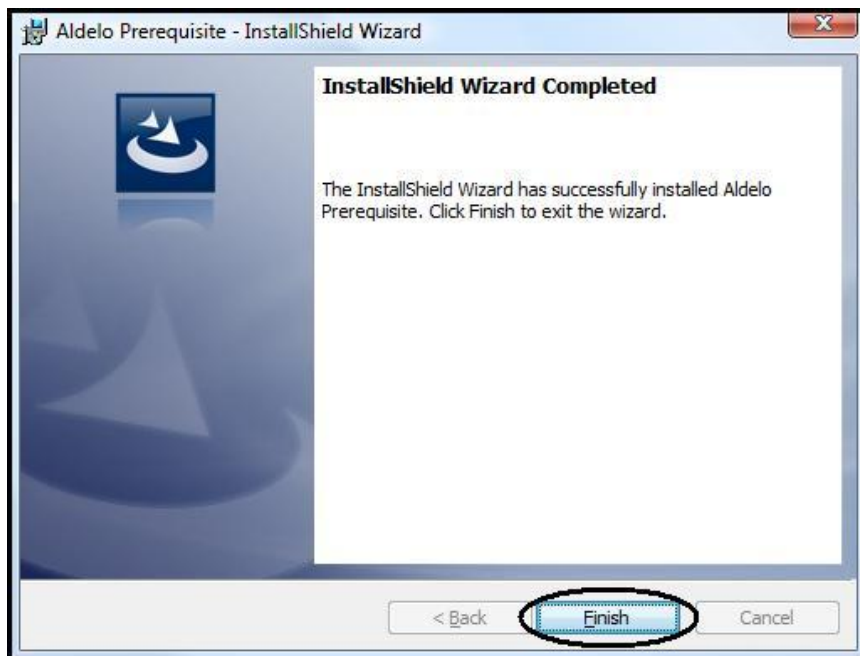 Aldelo Prerequisite - InstallShield Wizard
InstallShield Wizard Completed
The InstallShield Wizard has successfully installed Aldelo
Prerequisite. Click Finish to exit the wizard.
< Back Finish Cancel